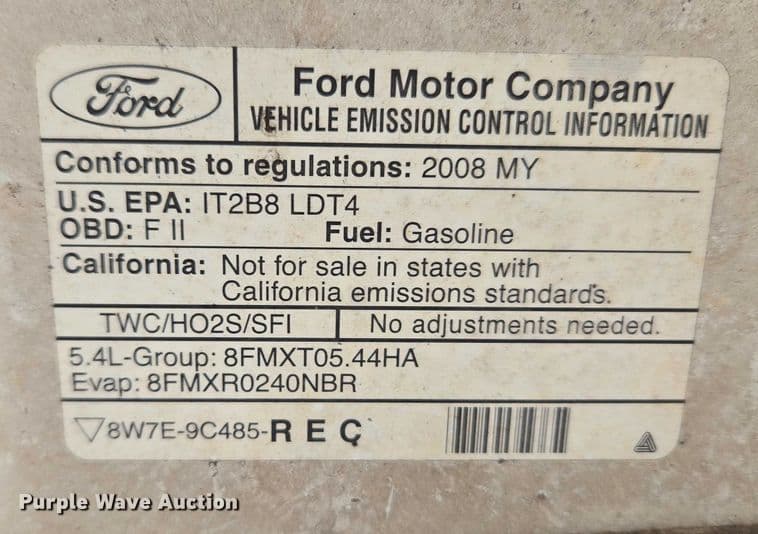 Ford
Ford Motor Company
VEHICLE EMISSION CONTROL INFORMATION
Conforms to regulations: 2008 MY
U.S. EPA: IT2B8 LDT4
OBD: F II Fuel: Gasoline
California: Not for sale in states with
California emissions standards.
TWC/HO2S/SFI No adjustments needed.
5.4L-Group: 8FMXT05.44HA
Evap: 8FMXR0240NBR
▽8W7E-9C485-R E C
Purple Wave Auction